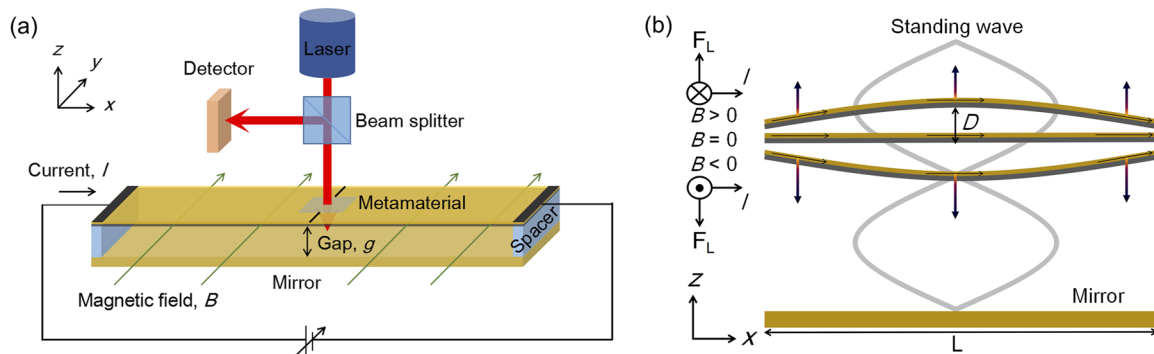 (a)
z
y
x
Laser
Detector
Beam splitter
Current, I
Metamaterial
Spacer
Gap, g
Mirror
Magnetic field, B
(b)
Standing wave
F_L
I
B > 0
B = 0
B < 0
I
F_L
D
z
x
Mirror
L